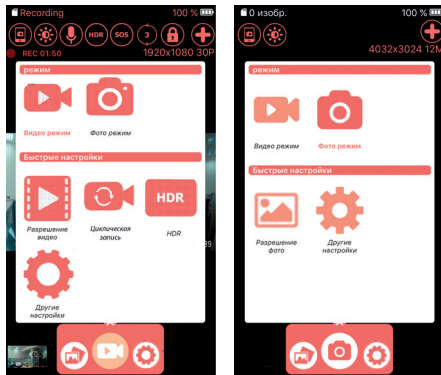 Recording 100 %
HDR SOS 3
REC 01:50 1920x1080 30P
режим
Видео режим Фото режим
Быстрые настройки
HDR
Разрешение видео
Циклическая запись
HDR
Другие настройки
0 изобр. 100 %
4032x3024 12M
режим
Видео режим Фото режим
Быстрые настройки
Разрешение фото
Другие настройки